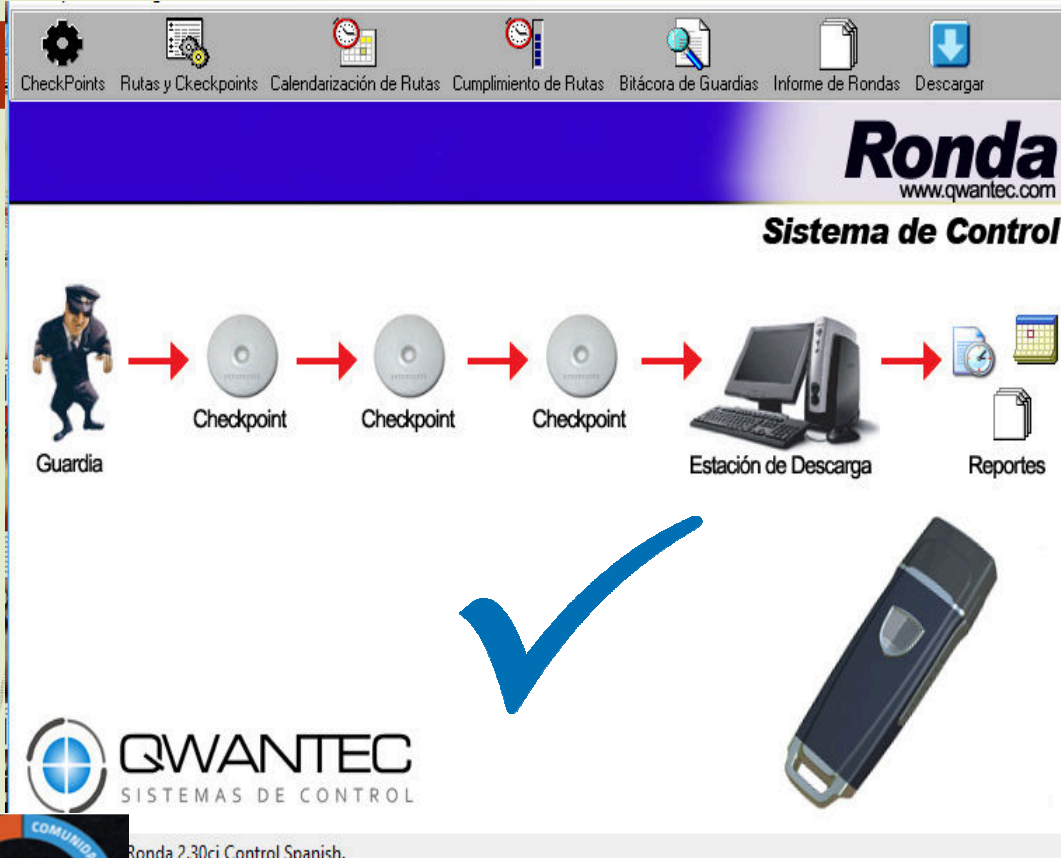 CheckPoints Rutas y Ckeckpoints Calendarización de Rutas Cumplimiento de Rutas Bitácora de Guardias Informe de Rondas Descargar
Ronda
www.qwantec.com
Sistema de Control
Checkpoint Checkpoint Checkpoint
Guardia Estación de Descarga Reportes
QWANTEC
SISTEMAS DE CONTROL
Ronda 2.30ci Control Spanish.